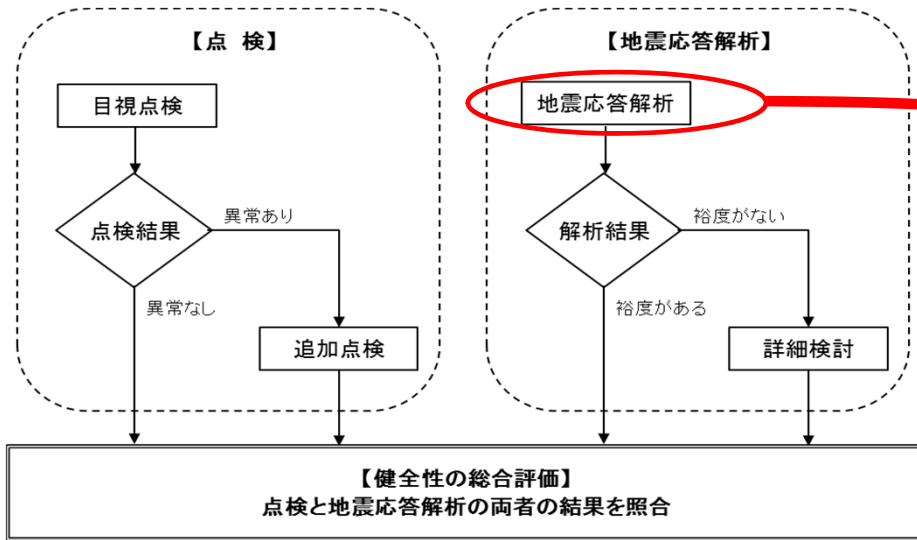 【点 検】
目視点検
点検結果
異常あり
異常なし
追加点検
【地震応答解析】
地震応答解析
解析結果
裕度がない
裕度がある
詳細検討
【健全性の総合評価】
点検と地震応答解析の両者の結果を照合